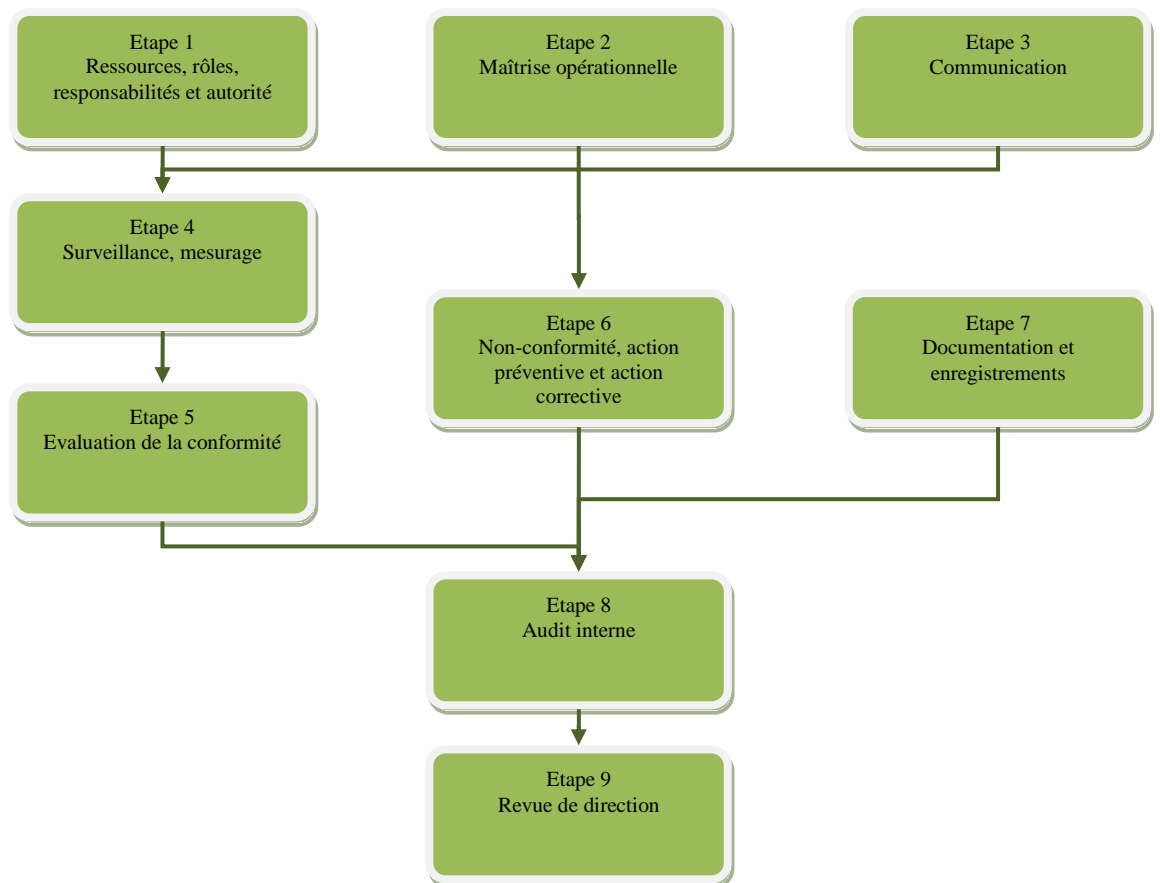 Etape 1
Ressources, rôles,
responsabilités et autorité
Etape 2
Maîtrise opérationnelle
Etape 3
Communication
Etape 4
Surveillance, mesurage
Etape 5
Evaluation de la conformité
Etape 6
Non-conformité, action
préventive et action
corrective
Etape 7
Documentation et
enregistrements
Etape 8
Audit interne
Etape 9
Revue de direction